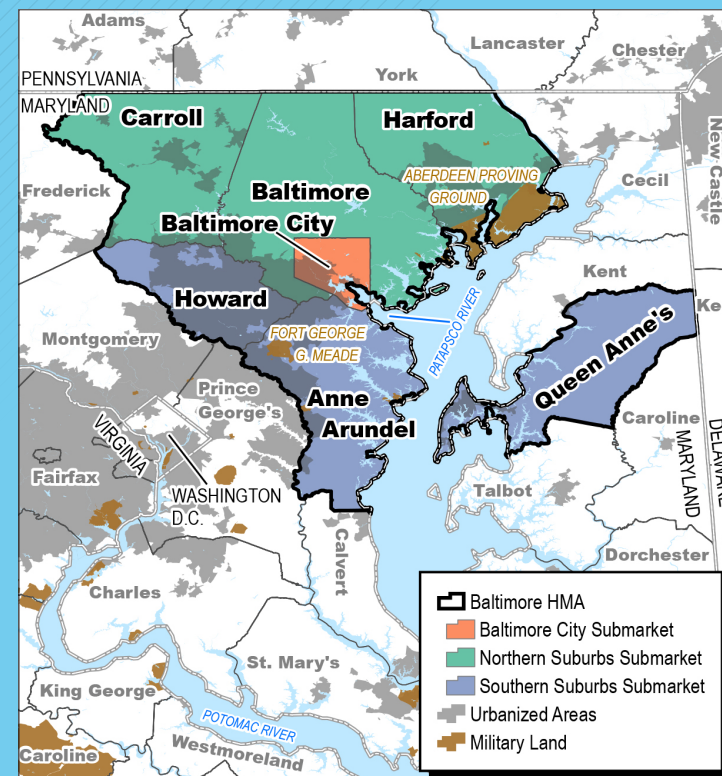 Adams
Lancaster
Chester
York
PENNSYLVANIA
MARYLAND
Carroll
Harford
New Castle
Frederick
Baltimore
ABERDEEN PROVING
GROUND
Cecil
Baltimore City
Kent
Howard
Ke
FORT GEORGE
G. MEADE
PATAPSCO RIVER
Montgomery
Queen Anne's
Prince
George's
Anne
Arundel
Caroline
VIRGINIA
MARYLAND
DELAWARE
Fairfax
WASHINGTON
D.C.
Talbot
Calvert
Dorchester
Charles
St. Mary's
King George
POTOMAC RIVER
Westmoreland
Caroline
Baltimore HMA
Baltimore City Submarket
Northern Suburbs Submarket
Southern Suburbs Submarket
Urbanized Areas
Military Land